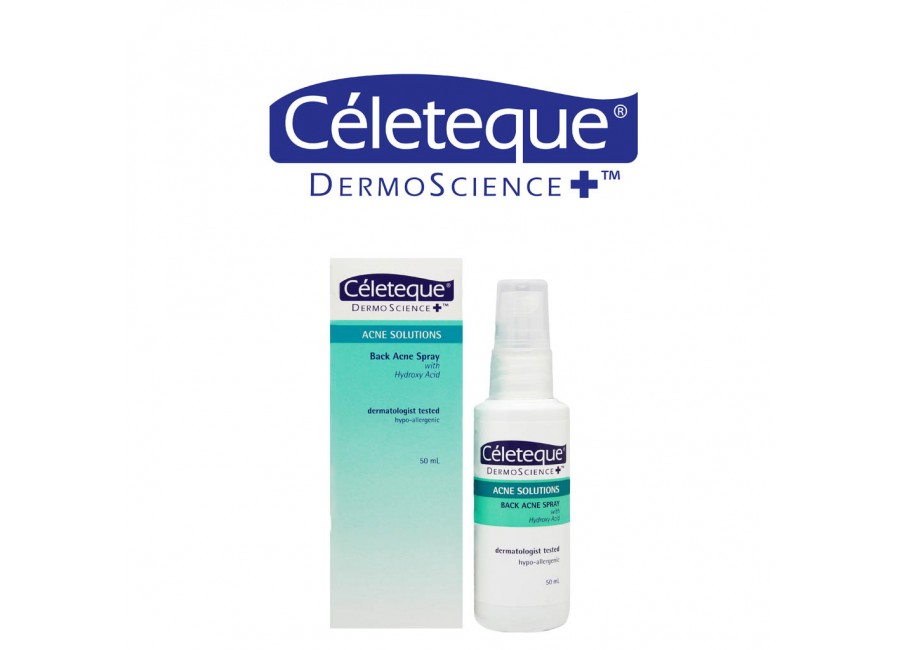 Céleteque®
DERMOSCIENCE✚™
Céleteque®
DERMOSCIENCE✚™
ACNE SOLUTIONS
Back Acne Spray
with
Hydroxy Acid
dermatologist tested
hypo-allergenic
50 mL
Céleteque®
DERMOSCIENCE✚™
ACNE SOLUTIONS
BACK ACNE SPRAY
with
Hydroxy Acid
dermatologist tested
hypo-allergenic
50 mL